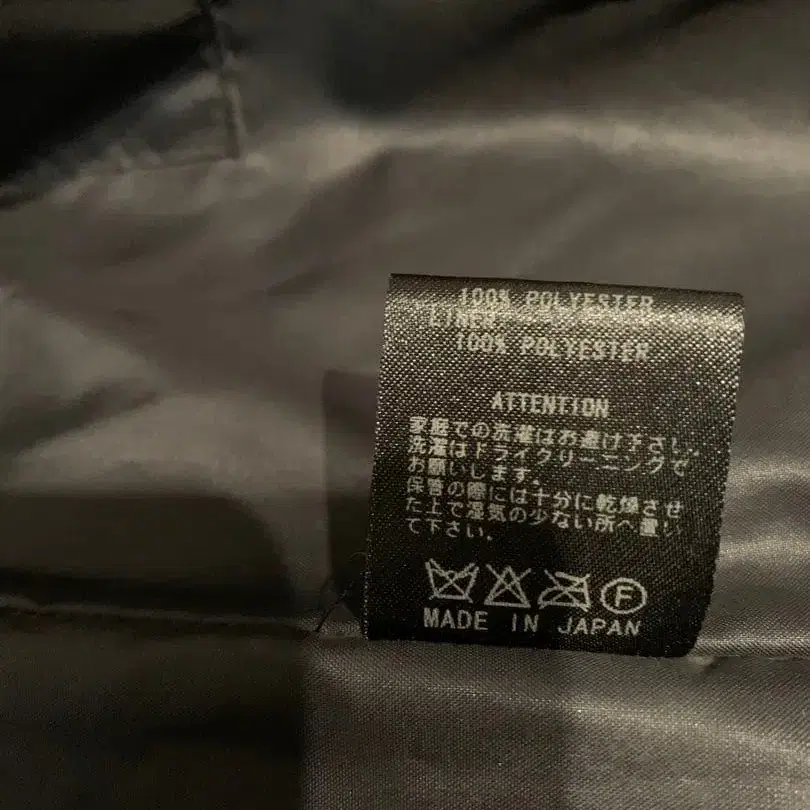 100% POLYESTER
LINER
100% POLYESTER
ATTENTION
家庭での洗濯はお避け下さい。
洗濯はドライクリーニングで
お願いします。
保管の際には十分に乾燥させ
た上で湿気の少ない所へ置い
て下さい。
F
MADE IN JAPAN